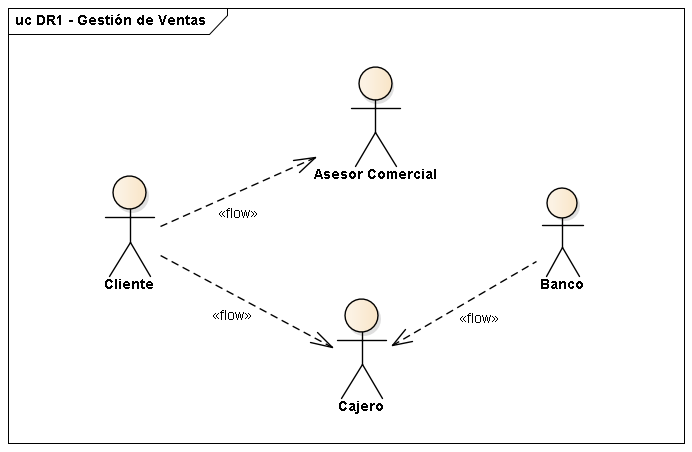 uc DR1 - Gestión de Ventas
Asesor Comercial
«flow»
Cliente
Banco
«flow»
«flow»
Cajero